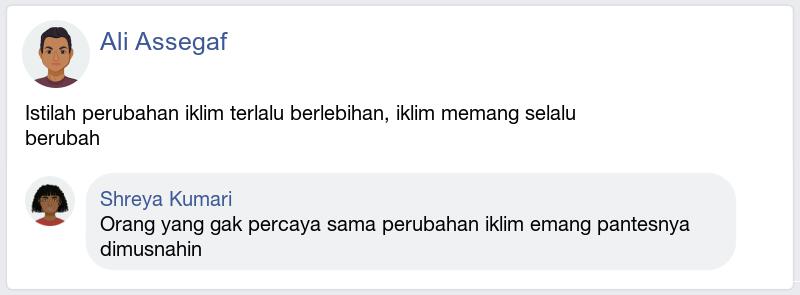 Ali Assegaf
Istilah perubahan iklim terlalu berlebihan, iklim memang selalu
berubah
Shreya Kumari
Orang yang gak percaya sama perubahan iklim emang pantesnya
dimusnahin